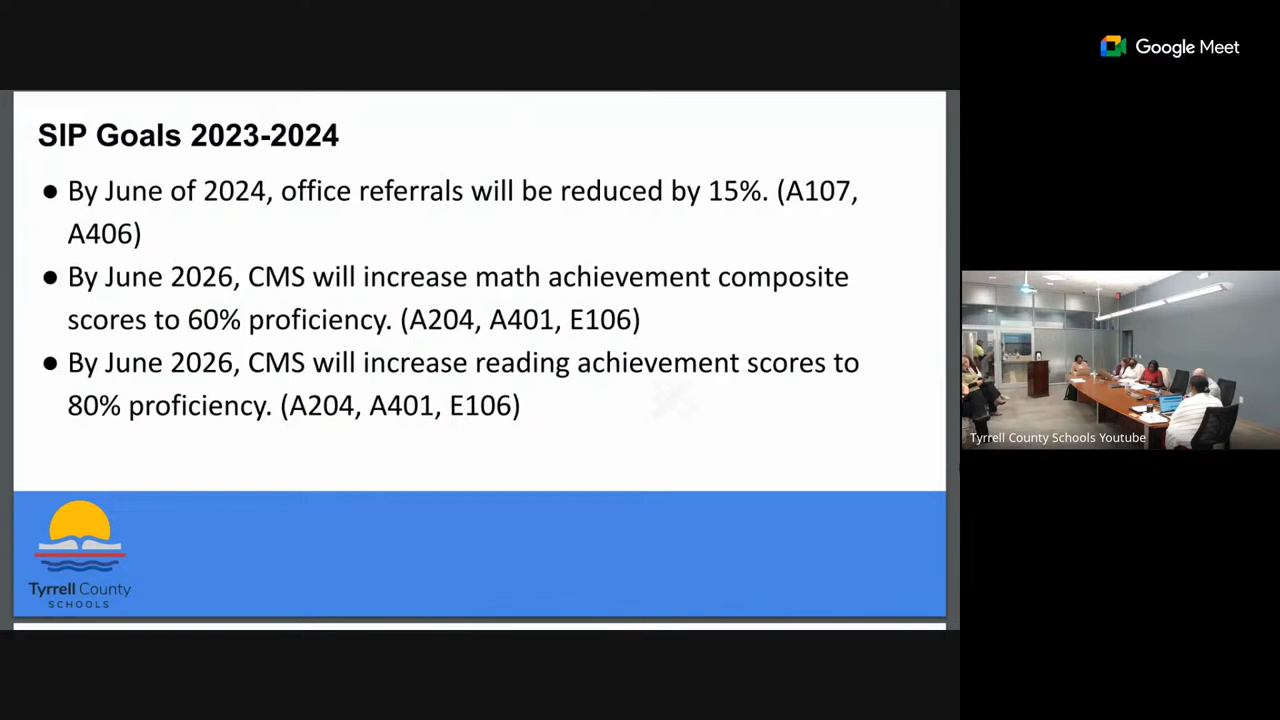 Google Meet
SIP Goals 2023-2024
● By June of 2024, office referrals will be reduced by 15%. (A107,
A406)
● By June 2026, CMS will increase math achievement composite
scores to 60% proficiency. (A204, A401, E106)
● By June 2026, CMS will increase reading achievement scores to
80% proficiency. (A204, A401, E106)
Tyrrell County Schools Youtube
Tyrrell County
SCHOOLS